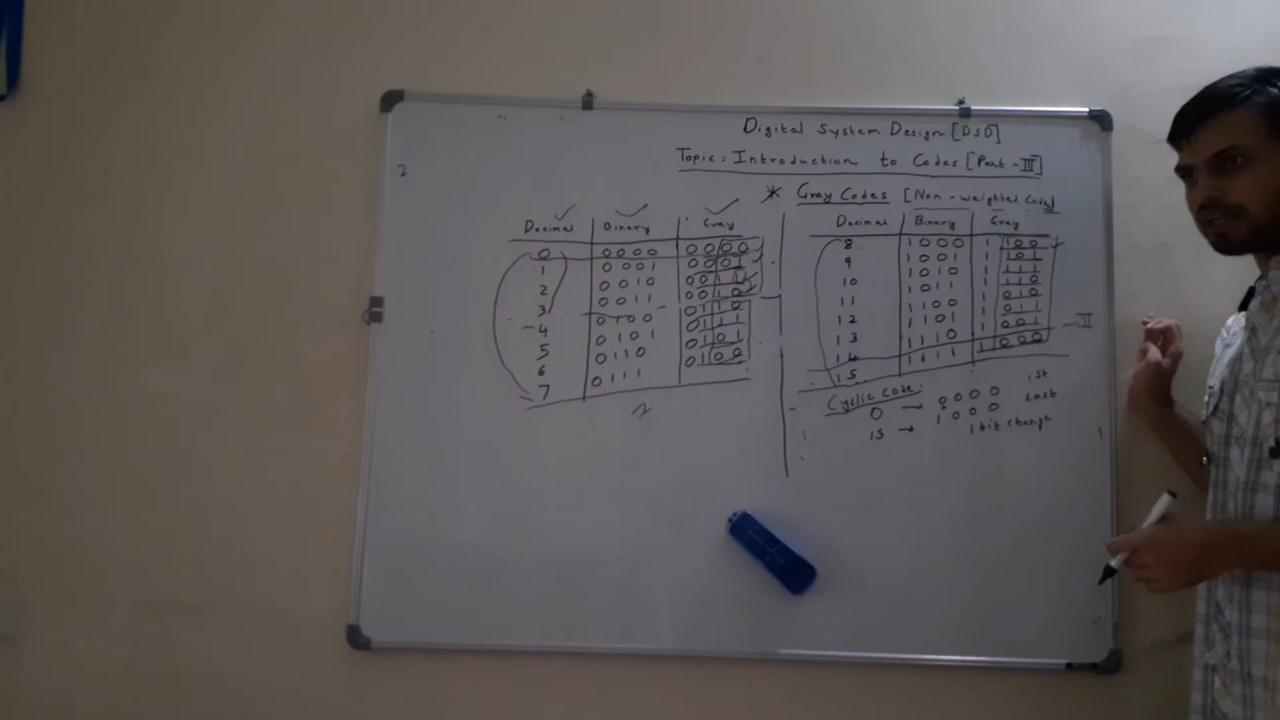 Digital System Design [DSD]
Topic: Introduction to Codes [Part-III]
* Gray Codes [Non-weighted Code]
Decimal Binary Gray
0 0000 0000
1 0001 0001
2 0010 0011
3 0011 0010
4 0100 0110
5 0101 0111
6 0110 0101
7 0111 0100
Decimal Binary Gray
8 1000 1100
9 1001 1101
10 1010 1111
11 1011 1110
12 1100 1010
13 1101 1011
14 1110 1001
15 1111 1000
II
Cyclic code:
0 → 0000 1st
15 → 1000 Last
1 bit change